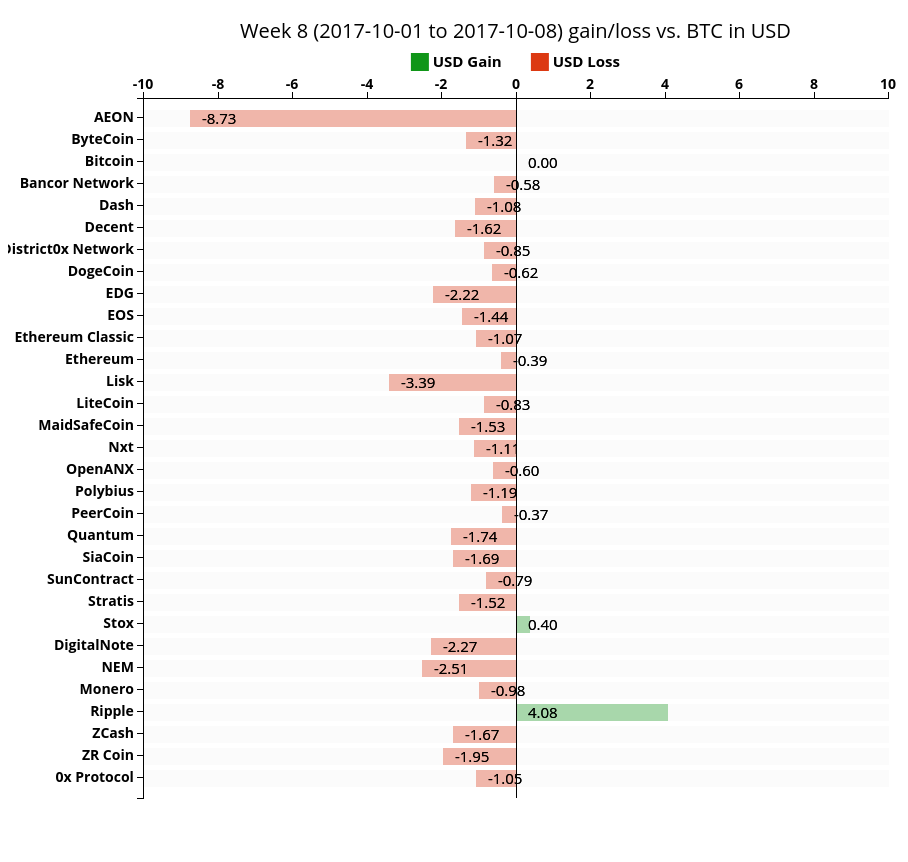 Week 8 (2017-10-01 to 2017-10-08) gain/loss vs. BTC in USD
USD Gain USD Loss
-10 -8 -6 -4 -2 0 2 4 6 8 10
AEON -8.73
ByteCoin -1.32
Bitcoin 0.00
Bancor Network -0.58
Dash -1.08
Decent -1.62
istrict0x Network -0.85
DogeCoin -0.62
EDG -2.22
EOS -1.44
Ethereum Classic -1.07
Ethereum -0.39
Lisk -3.39
LiteCoin -0.83
MaidSafeCoin -1.53
Nxt -1.11
OpenANX -0.60
Polybius -1.19
PeerCoin -0.37
Quantum -1.74
SiaCoin -1.69
SunContract -0.79
Stratis -1.52
Stox 0.40
DigitalNote -2.27
NEM -2.51
Monero -0.98
Ripple 4.08
ZCash -1.67
ZR Coin -1.95
0x Protocol -1.05